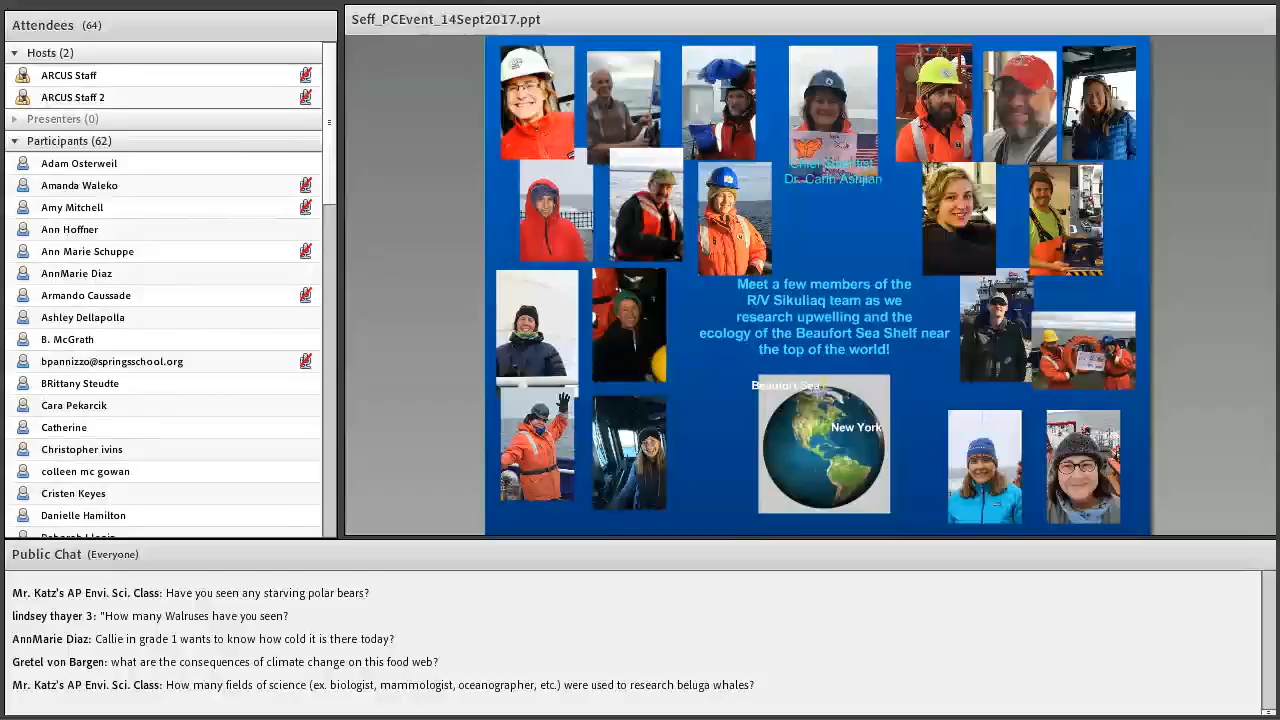 Attendees (64)
Hosts (2)
ARCUS Staff
ARCUS Staff 2
Presenters (0)
Participants (62)
Adam Osterweil
Amanda Waleko
Amy Mitchell
Ann Hoffner
Ann Marie Schuppe
AnnMarie Diaz
Armando Caussade
Ashley Dellapolla
B. McGrath
bpannizzo@springsschool.org
BRittany Steudte
Cara Pekarcik
Catherine
Christopher ivins
colleen mc gowan
Cristen Keyes
Danielle Hamilton
Seff_PCEvent_14Sept2017.ppt
Chief Scientist
Dr. Carin Ashjian
Meet a few members of the
R/V Sikuliaq team as we
research upwelling and the
ecology of the Beaufort Sea Shelf near
the top of the world!
Beaufort Sea
New York
Public Chat (Everyone)
Mr. Katz's AP Envi. Sci. Class: Have you seen any starving polar bears?
lindsey thayer 3: "How many Walruses have you seen?
AnnMarie Diaz: Callie in grade 1 wants to know how cold it is there today?
Gretel von Bargen: what are the consequences of climate change on this food web?
Mr. Katz's AP Envi. Sci. Class: How many fields of science (ex. biologist, mammologist, oceanographer, etc.) were used to research beluga whales?